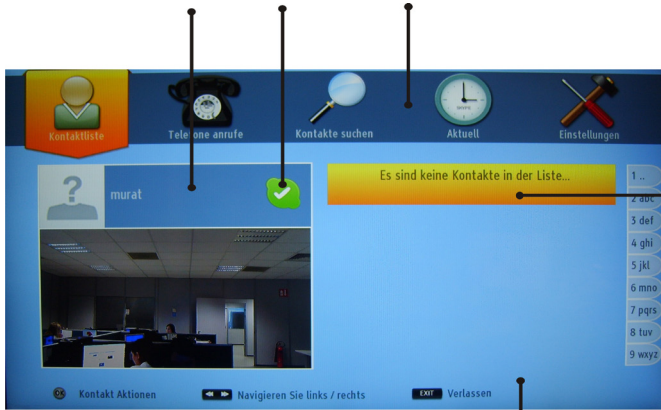 Kontaktliste
Telefone anrufe
Kontakte suchen
Aktuell
Einstellungen
murat
Es sind keine Kontakte in der Liste...
1 ..
2 abc
3 def
4 ghi
5 jkl
6 mno
7 pqrs
8 tuv
9 wxyz
OK Kontakt Aktionen
Navigieren Sie links / rechts
EXIT Verlassen